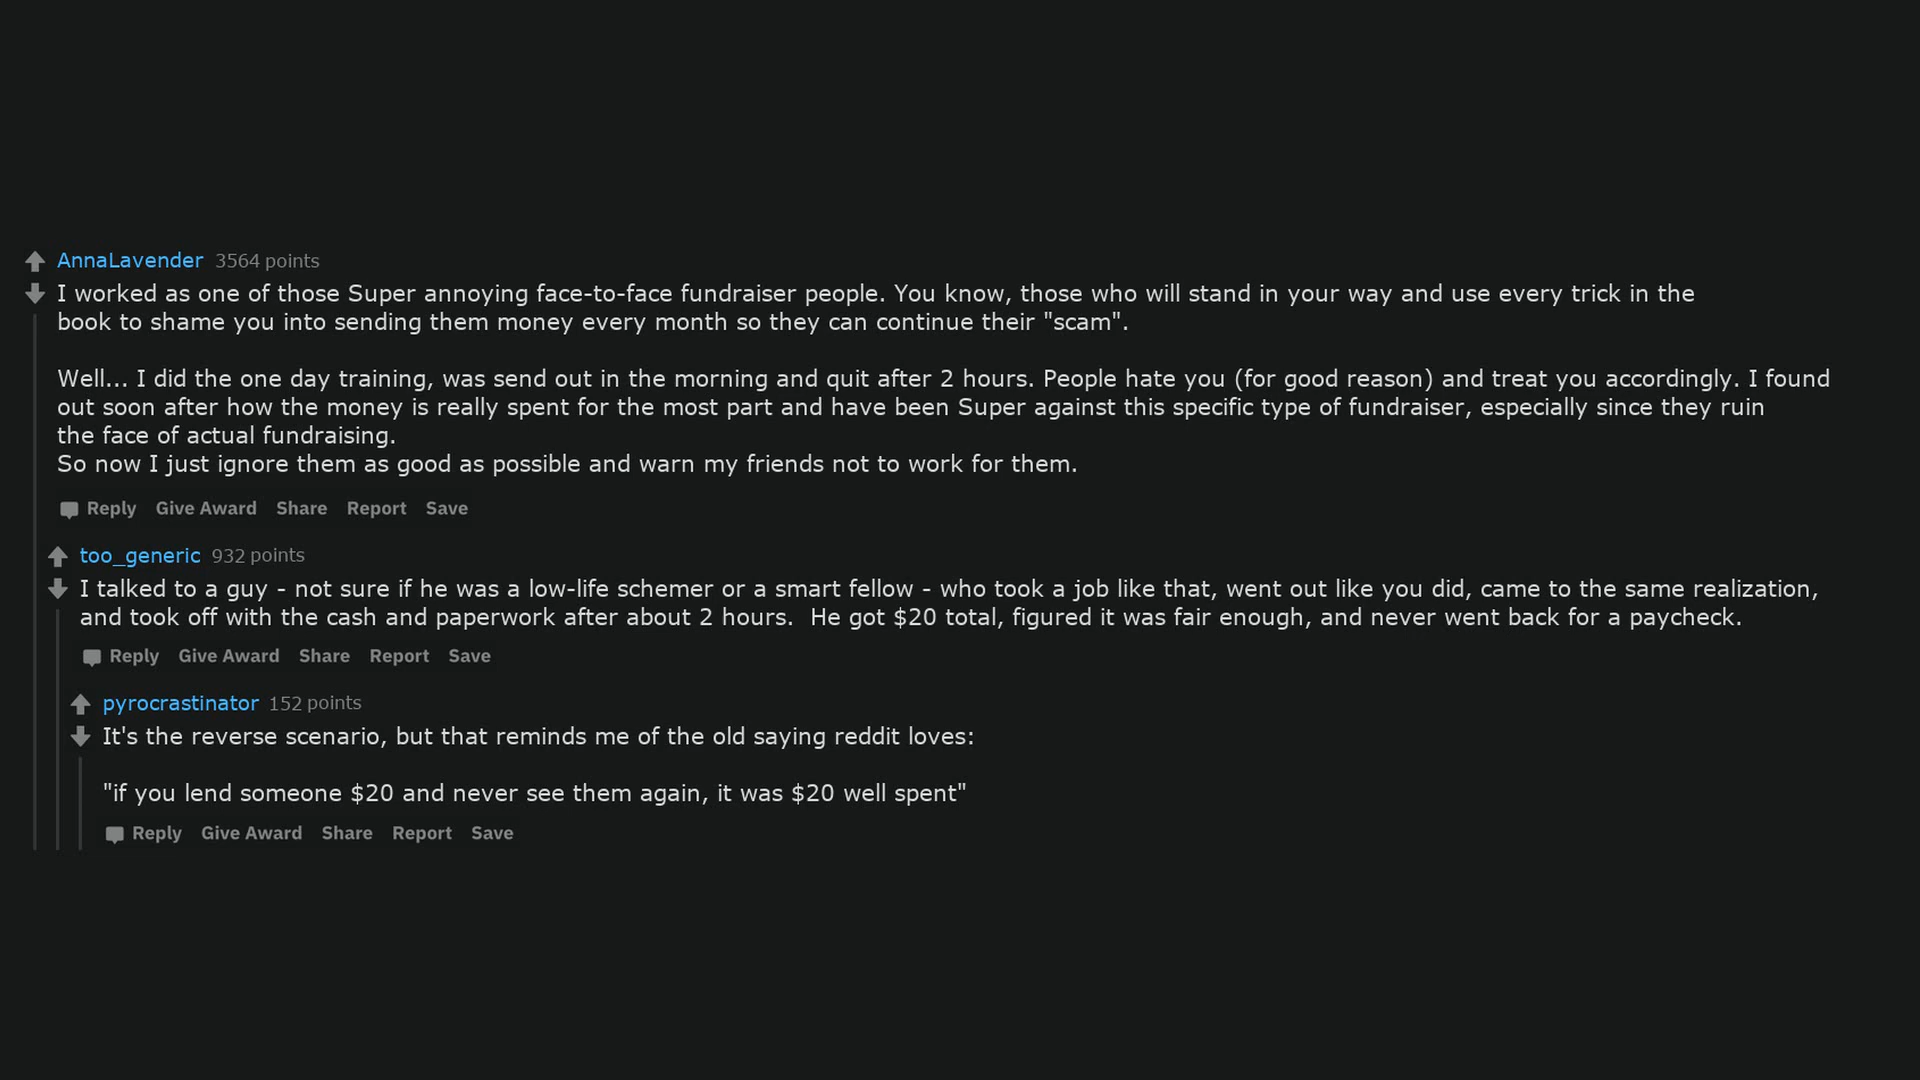 AnnaLavender 3564 points
I worked as one of those Super annoying face-to-face fundraiser people. You know, those who will stand in your way and use every trick in the
book to shame you into sending them money every month so they can continue their "scam".
Well... I did the one day training, was send out in the morning and quit after 2 hours. People hate you (for good reason) and treat you accordingly. I found
out soon after how the money is really spent for the most part and have been Super against this specific type of fundraiser, especially since they ruin
the face of actual fundraising.
So now I just ignore them as good as possible and warn my friends not to work for them.
Reply Give Award Share Report Save
too_generic 932 points
I talked to a guy - not sure if he was a low-life schemer or a smart fellow - who took a job like that, went out like you did, came to the same realization,
and took off with the cash and paperwork after about 2 hours.  He got $20 total, figured it was fair enough, and never went back for a paycheck.
Reply Give Award Share Report Save
pyrocrastinator 152 points
It's the reverse scenario, but that reminds me of the old saying reddit loves:
"if you lend someone $20 and never see them again, it was $20 well spent"
Reply Give Award Share Report Save